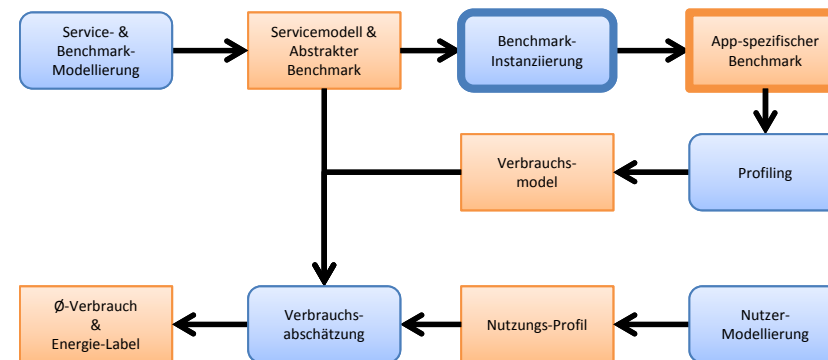 Service- &
Benchmark-
Modellierung
Servicemodell &
Abstrakter
Benchmark
Benchmark-
Instanziierung
App-spezifischer
Benchmark
Verbrauchs-
model
Profiling
Ø-Verbrauch
&
Energie-Label
Verbrauchs-
abschätzung
Nutzungs-Profil
Nutzer-
Modellierung